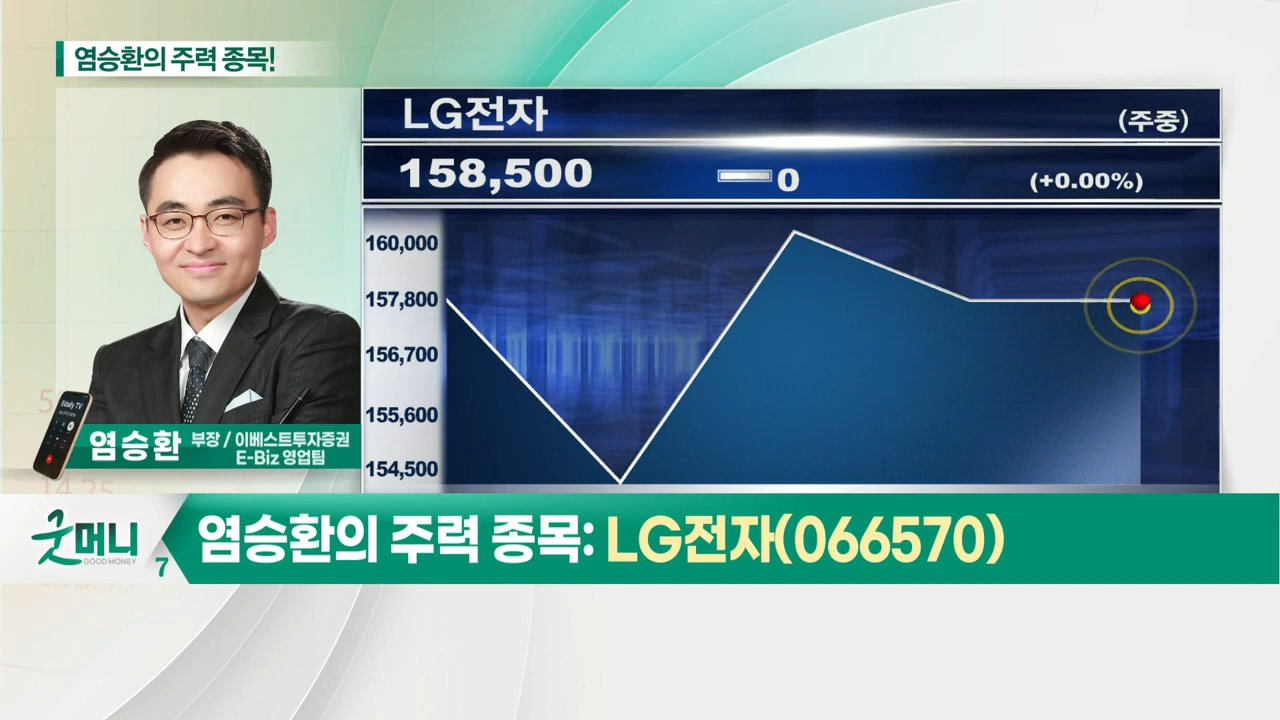 염승환의 주력 종목!
LG전자
(주중)
158,500
0
(+0.00%)
160,000
157,800
156,700
155,600
154,500
Edaily TV
염승환 부장 / 이베스트투자증권
E-Biz 영업팀
14.25
굿머니
GOOD MONEY
7
염승환의 주력 종목: LG전자(066570)